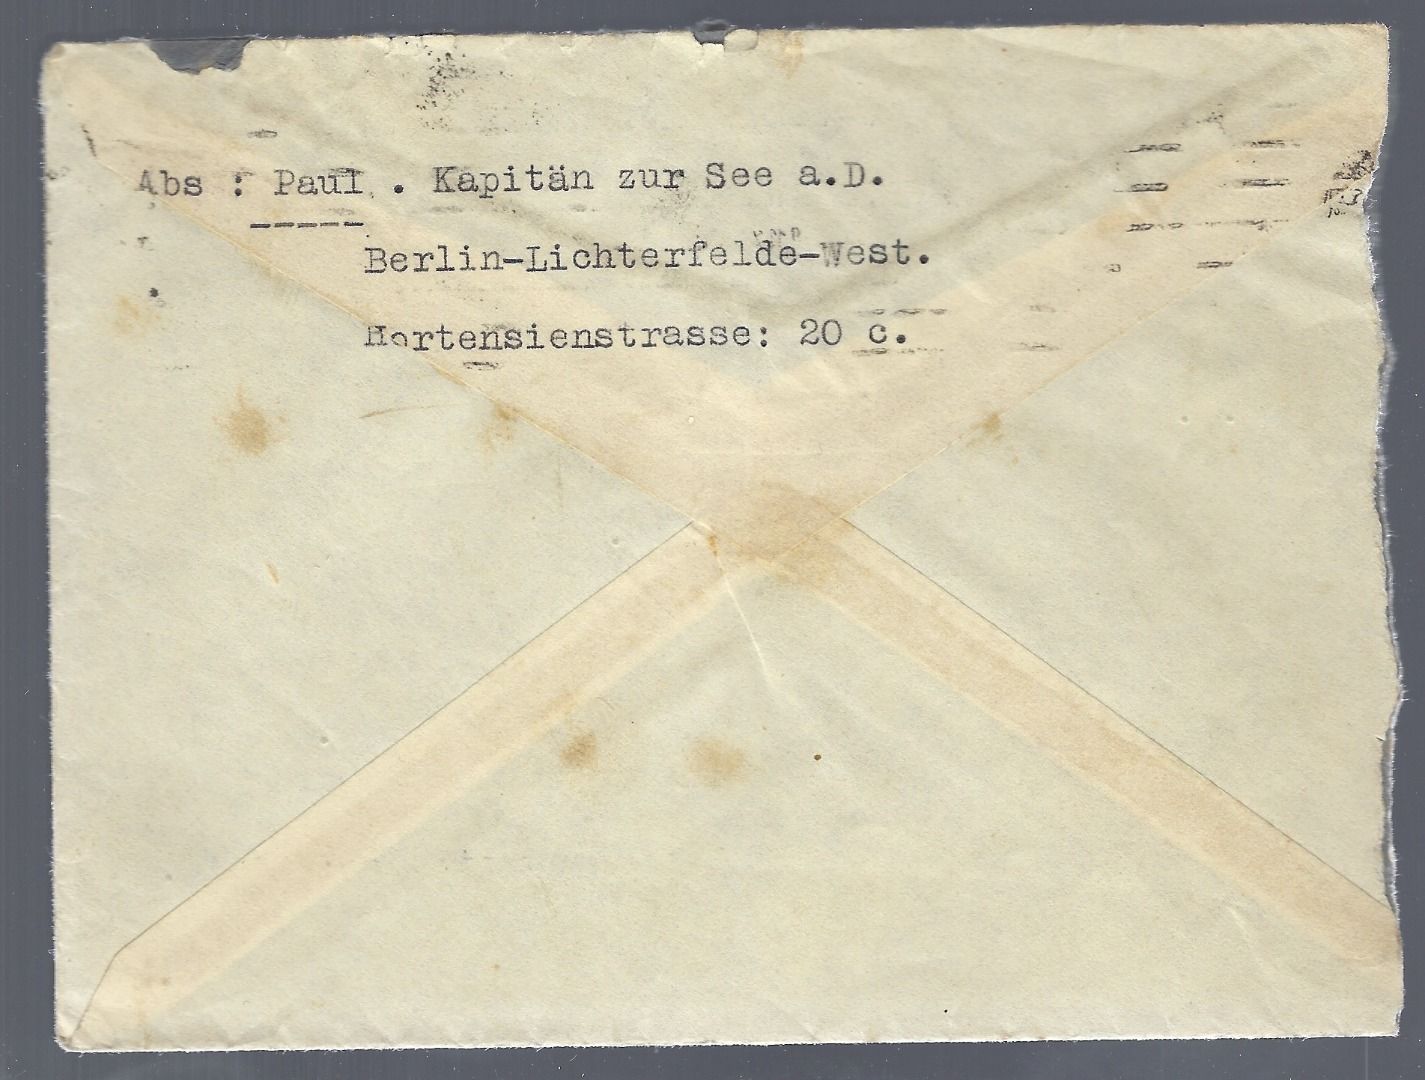 Abs : Paul . Kapitän zur See a.D.
Berlin-Lichterfelde-West.
Hortensienstrasse: 20 c.